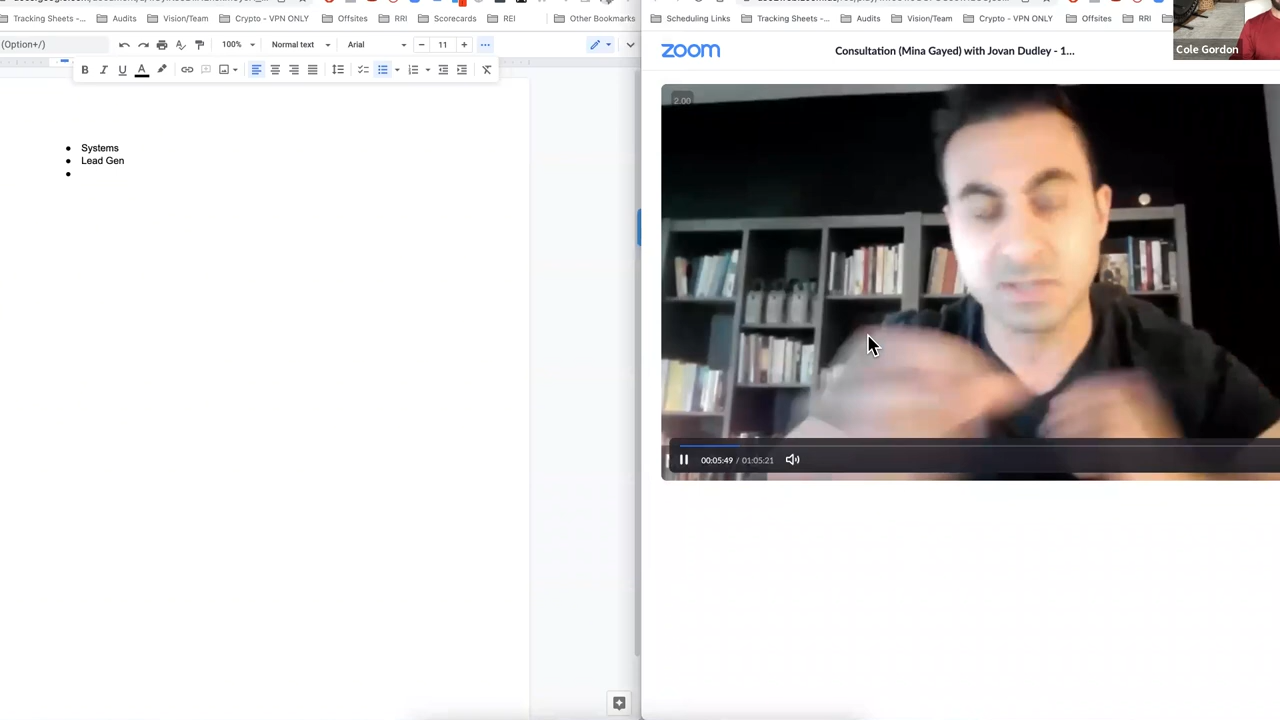 Tracking Sheets - ...
Audits
Vision/Team
Crypto - VPN ONLY
Offsites
RRI
Scorecards
REI
Other Bookmarks
(Option+/)
100%
Normal text
Arial
11
B I U A
Systems
Lead Gen
Scheduling Links
Tracking Sheets - ...
Audits
Vision/Team
Crypto - VPN ONLY
Offsites
RRI
Cole Gordon
zoom
Consultation (Mina Gayed) with Jovan Dudley - 1...
2.00
00:05:49 / 01:05:21